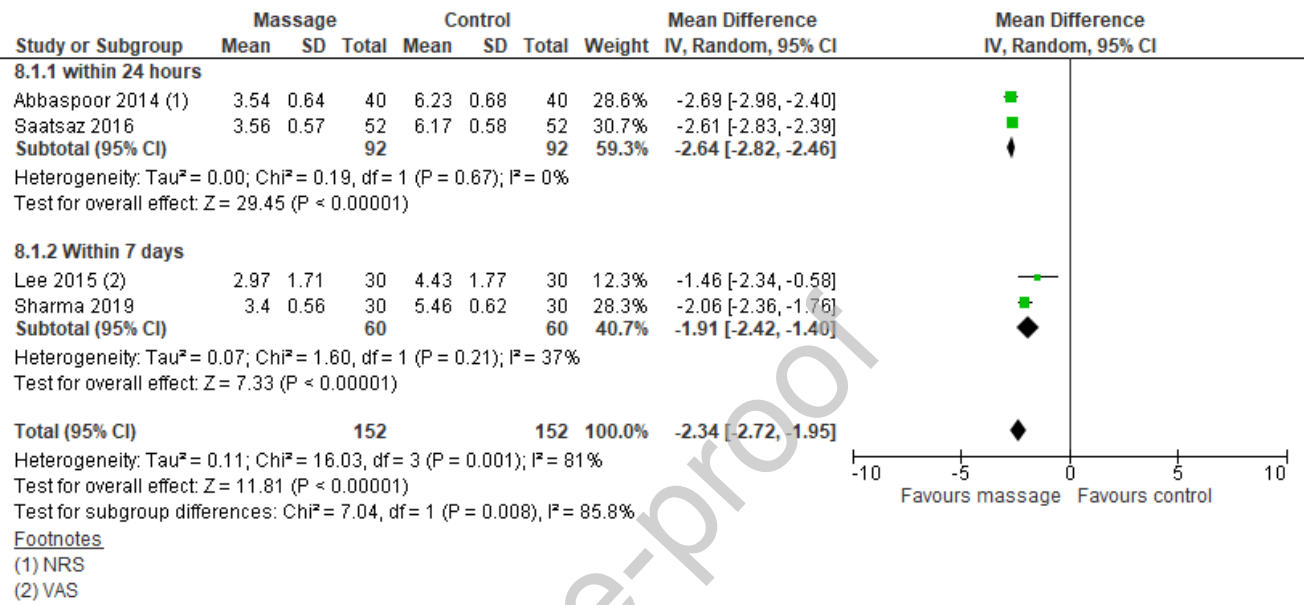 Massage Control Mean Difference Mean Difference
Study or Subgroup Mean SD Total Mean SD Total Weight IV, Random, 95% CI IV, Random, 95% CI
8.1.1 within 24 hours
Abbaspoor 2014 (1) 3.54 0.64 40 6.23 0.68 40 28.6% -2.69 [-2.98, -2.40]
Saatsaz 2016 3.56 0.57 52 6.17 0.58 52 30.7% -2.61 [-2.83, -2.39]
Subtotal (95% CI) 92 92 59.3% -2.64 [-2.82, -2.46]
Heterogeneity: Tau² = 0.00; Chi² = 0.19, df = 1 (P = 0.67); I² = 0%
Test for overall effect: Z = 29.45 (P < 0.00001)
8.1.2 Within 7 days
Lee 2015 (2) 2.97 1.71 30 4.43 1.77 30 12.3% -1.46 [-2.34, -0.58]
Sharma 2019 3.4 0.56 30 5.46 0.62 30 28.3% -2.06 [-2.36, -1.76]
Subtotal (95% CI) 60 60 40.7% -1.91 [-2.42, -1.40]
Heterogeneity: Tau² = 0.07; Chi² = 1.60, df = 1 (P = 0.21); I² = 37%
Test for overall effect: Z = 7.33 (P < 0.00001)
Total (95% CI) 152 152 100.0% -2.34 [-2.72, -1.95]
Heterogeneity: Tau² = 0.11; Chi² = 16.03, df = 3 (P = 0.001); I² = 81%
Test for overall effect: Z = 11.81 (P < 0.00001)
Test for subgroup differences: Chi² = 7.04, df = 1 (P = 0.008), I² = 85.8%
-10 -5 0 5 10
Favours massage Favours control
Footnotes
(1) NRS
(2) VAS
e-proof